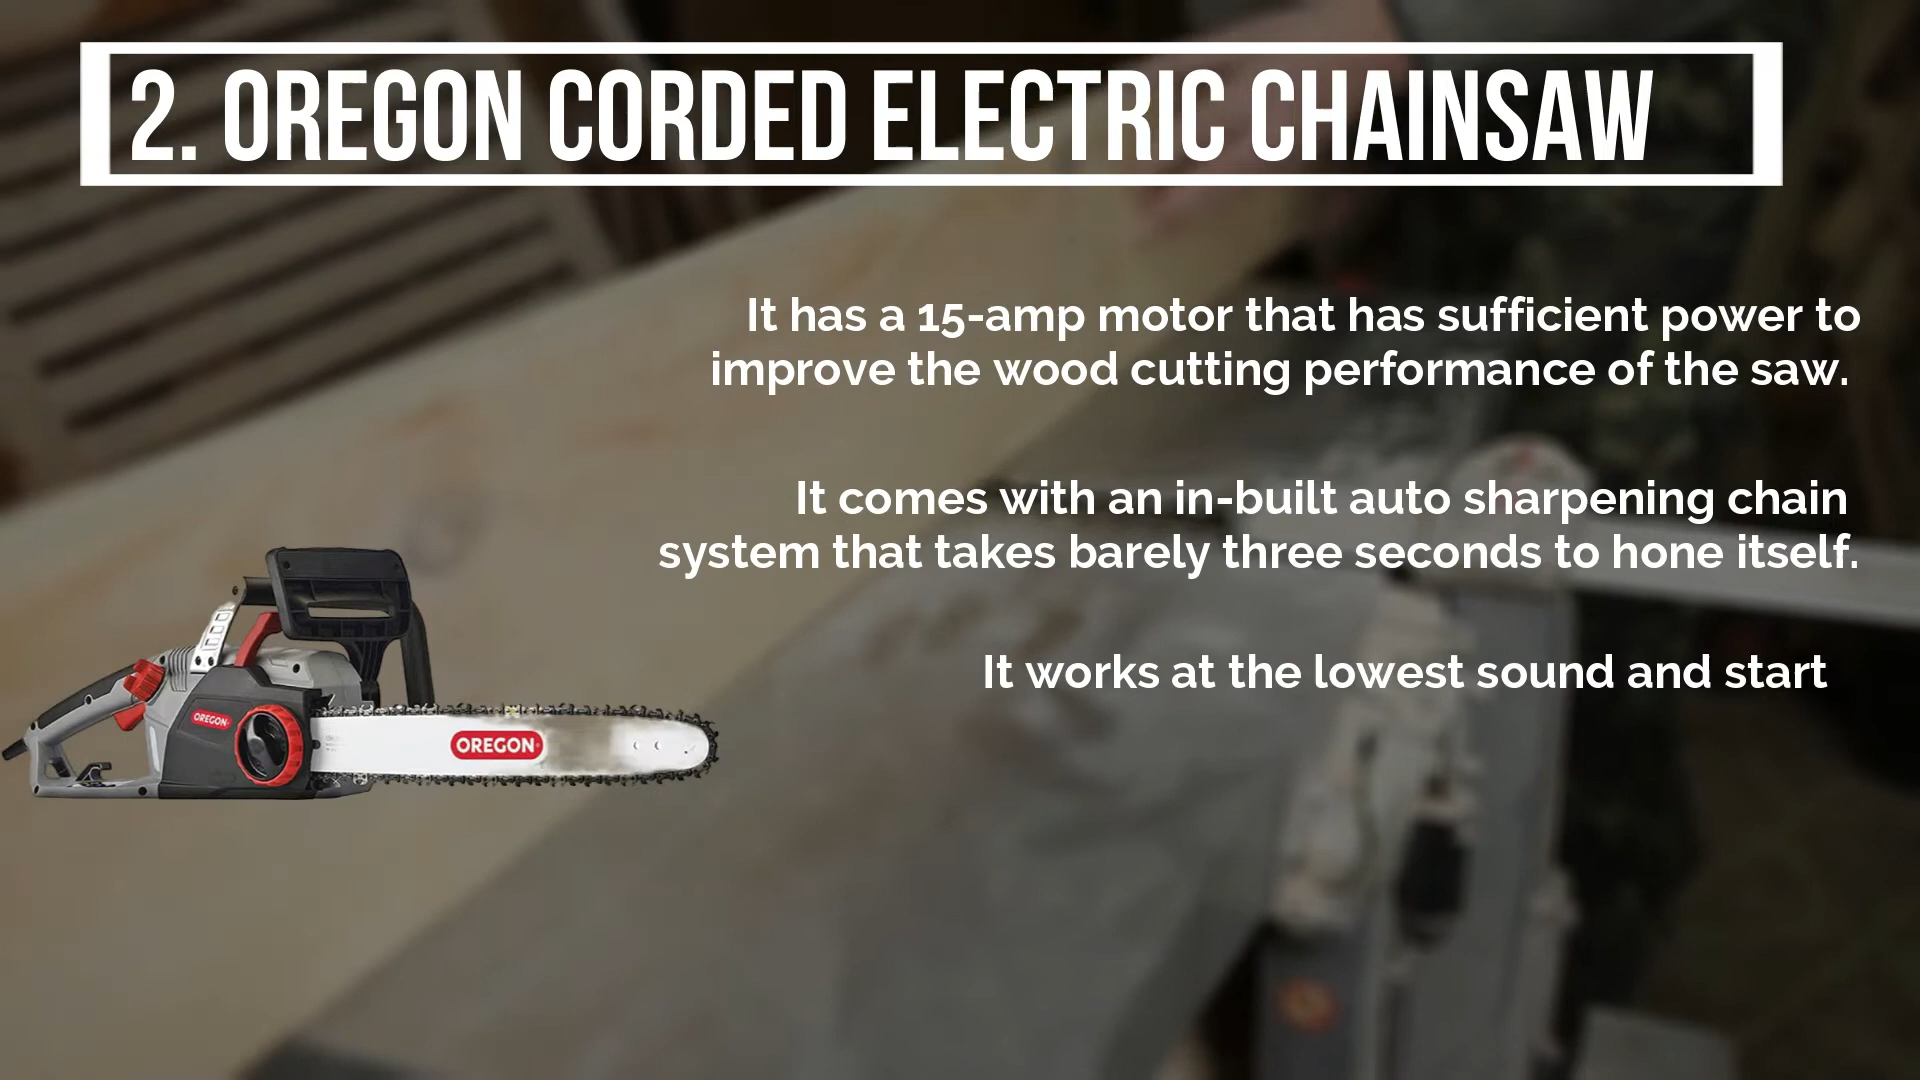 2. OREGON CORDED ELECTRIC CHAINSAW
It has a 15-amp motor that has sufficient power to
improve the wood cutting performance of the saw.
It comes with an in-built auto sharpening chain
system that takes barely three seconds to hone itself.
It works at the lowest sound and start
OREGON
OREGON